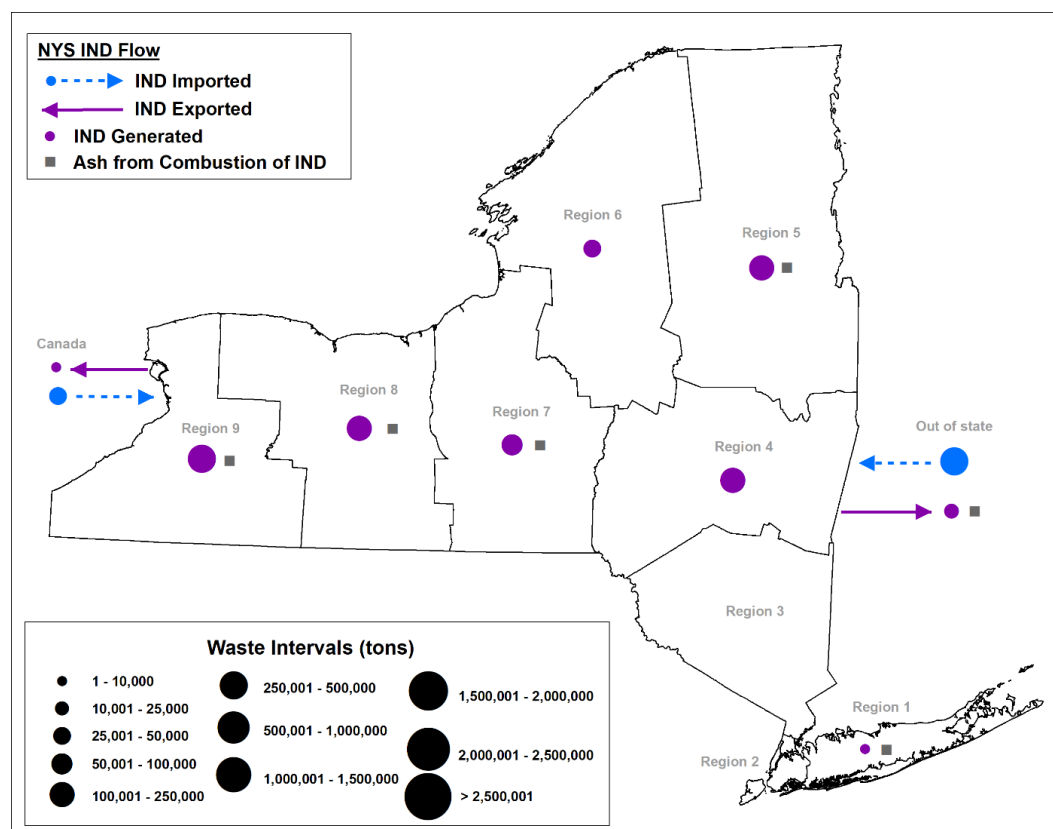 NYS IND Flow
IND Imported
IND Exported
IND Generated
Ash from Combustion of IND
Region 6
Region 5
Canada
Region 8
Region 7
Region 9
Region 4
Out of state
Region 3
Region 1
Region 2
Waste Intervals (tons)
1 - 10,000
10,001 - 25,000
25,001 - 50,000
50,001 - 100,000
100,001 - 250,000
250,001 - 500,000
500,001 - 1,000,000
1,000,001 - 1,500,000
1,500,001 - 2,000,000
2,000,001 - 2,500,000
> 2,500,001